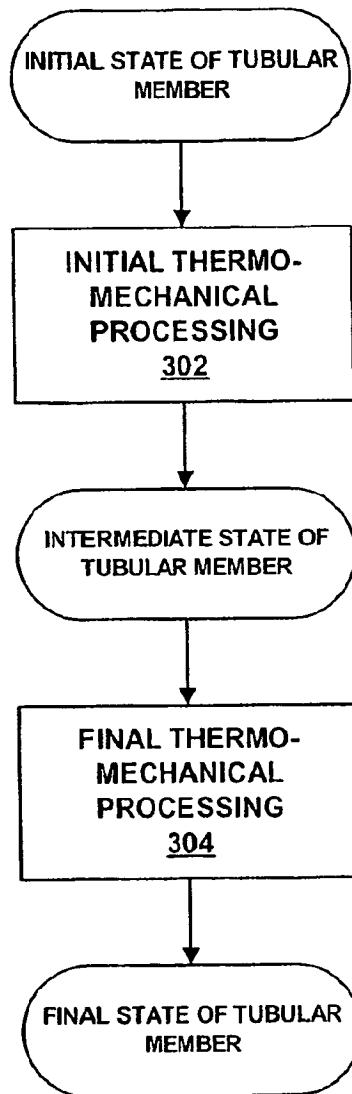 INITIAL STATE OF TUBULAR
MEMBER
INITIAL THERMO-
MECHANICAL
PROCESSING
302
INTERMEDIATE STATE OF
TUBULAR MEMBER
FINAL THERMO-
MECHANICAL
PROCESSING
304
FINAL STATE OF TUBULAR
MEMBER